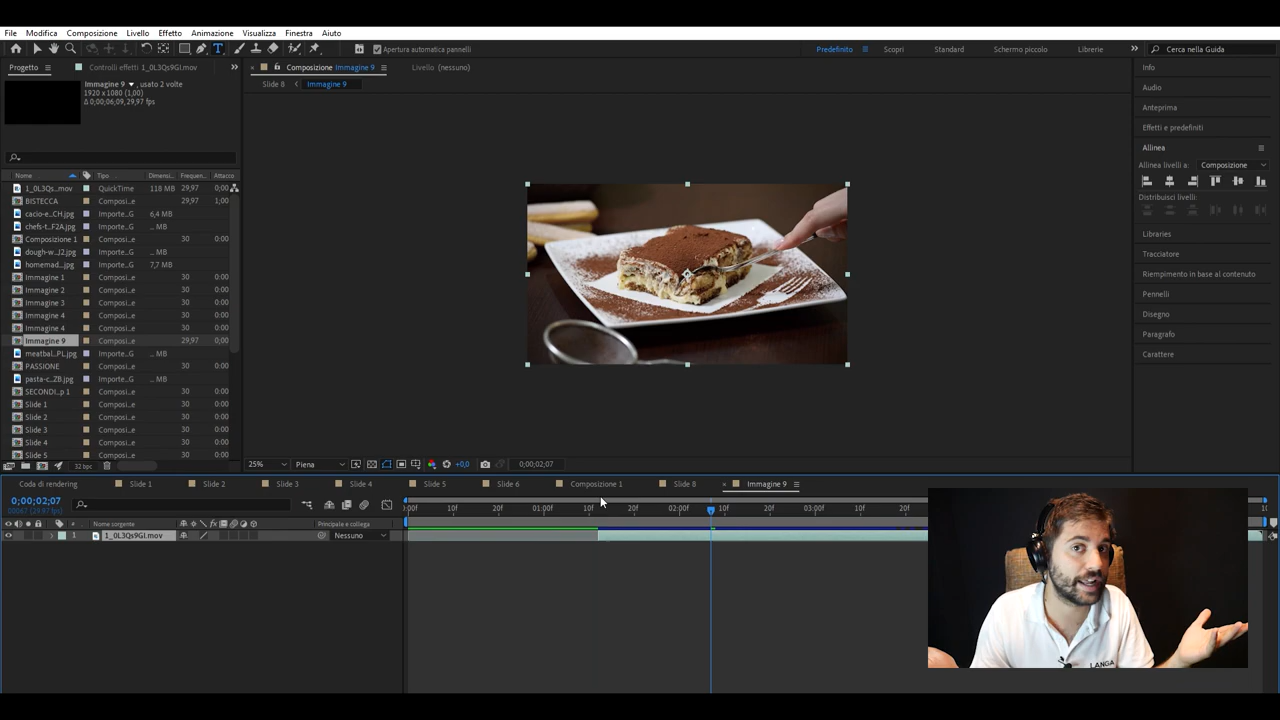 File Modifica Composizione Livello Effetto Animazione Visualizza Finestra Aiuto
Apertura automatica pannelli Predefinito Scripi Standard Schermo piccolo Librerie Cerca nella Guida
Progetto Controlli effetti 1_0L3Qs9GI.mov Composizione Immagine 9 Livello (nessuno)
Slide 8 Immagine 9
Immagine 9 , usato 2 volte
1920 x 1080 (1,00)
Δ 0;00;06;09, 29,97 fps
Nome Tipo Dimensi... Frequen... Attacco
1_0L3Qs...mov QuickTime 118 MB 29,97 0;00
BISTECCA Composi...e 29,97 1;00
cacio-e...CH.jpg Importe...G 6,4 MB
chefs-t...F2A.jpg Importe...G ... MB
Composizione 1 Composi...e 30 0:00
dough-w...J2.jpg Importe...G ... MB
homemad...jpg Importe...G 7,7 MB
Immagine 1 Composi...e 30 0:00
Immagine 2 Composi...e 30 0:00
Immagine 3 Composi...e 30 0:00
Immagine 4 Composi...e 30 0:00
Immagine 4 Composi...e 30 0:00
Immagine 9 Composi...e 29,97 0;00
meatbal...PL.jpg Importe...G ... MB
PASSIONE Composi...e 30 0:00
pasta-c...ZB.jpg Importe...G ... MB
SECONDI...p 1 Composi...e 30 0:00
Slide 1 Composi...e 30 0:00
Slide 2 Composi...e 30 0:00
Slide 3 Composi...e 30 0:00
Slide 4 Composi...e 30 0:00
Slide 5 Composi...e 30 0:00
32 bpc
25% Piena +0,0 0;00;02;07
Info
Audio
Anteprima
Effetti e predefiniti
Allinea
Allinea livelli a: Composizione
Distribuisci livelli:
Libraries
Tracciatore
Riempimento in base al contenuto
Pennelli
Disegno
Paragrafo
Carattere
Coda di rendering Slide 1 Slide 2 Slide 3 Slide 4 Slide 5 Slide 6 Composizione 1 Slide 8 Immagine 9
0;00;02;07
00067 (29.97 fps)
:00f 10f 20f 01:00f 10f 20f 02:00f 10f 20f 03:00f 10f 20f
# Nome sorgente Principale e collega
1 1_0L3Qs9GI.mov Nessuno
LANGA